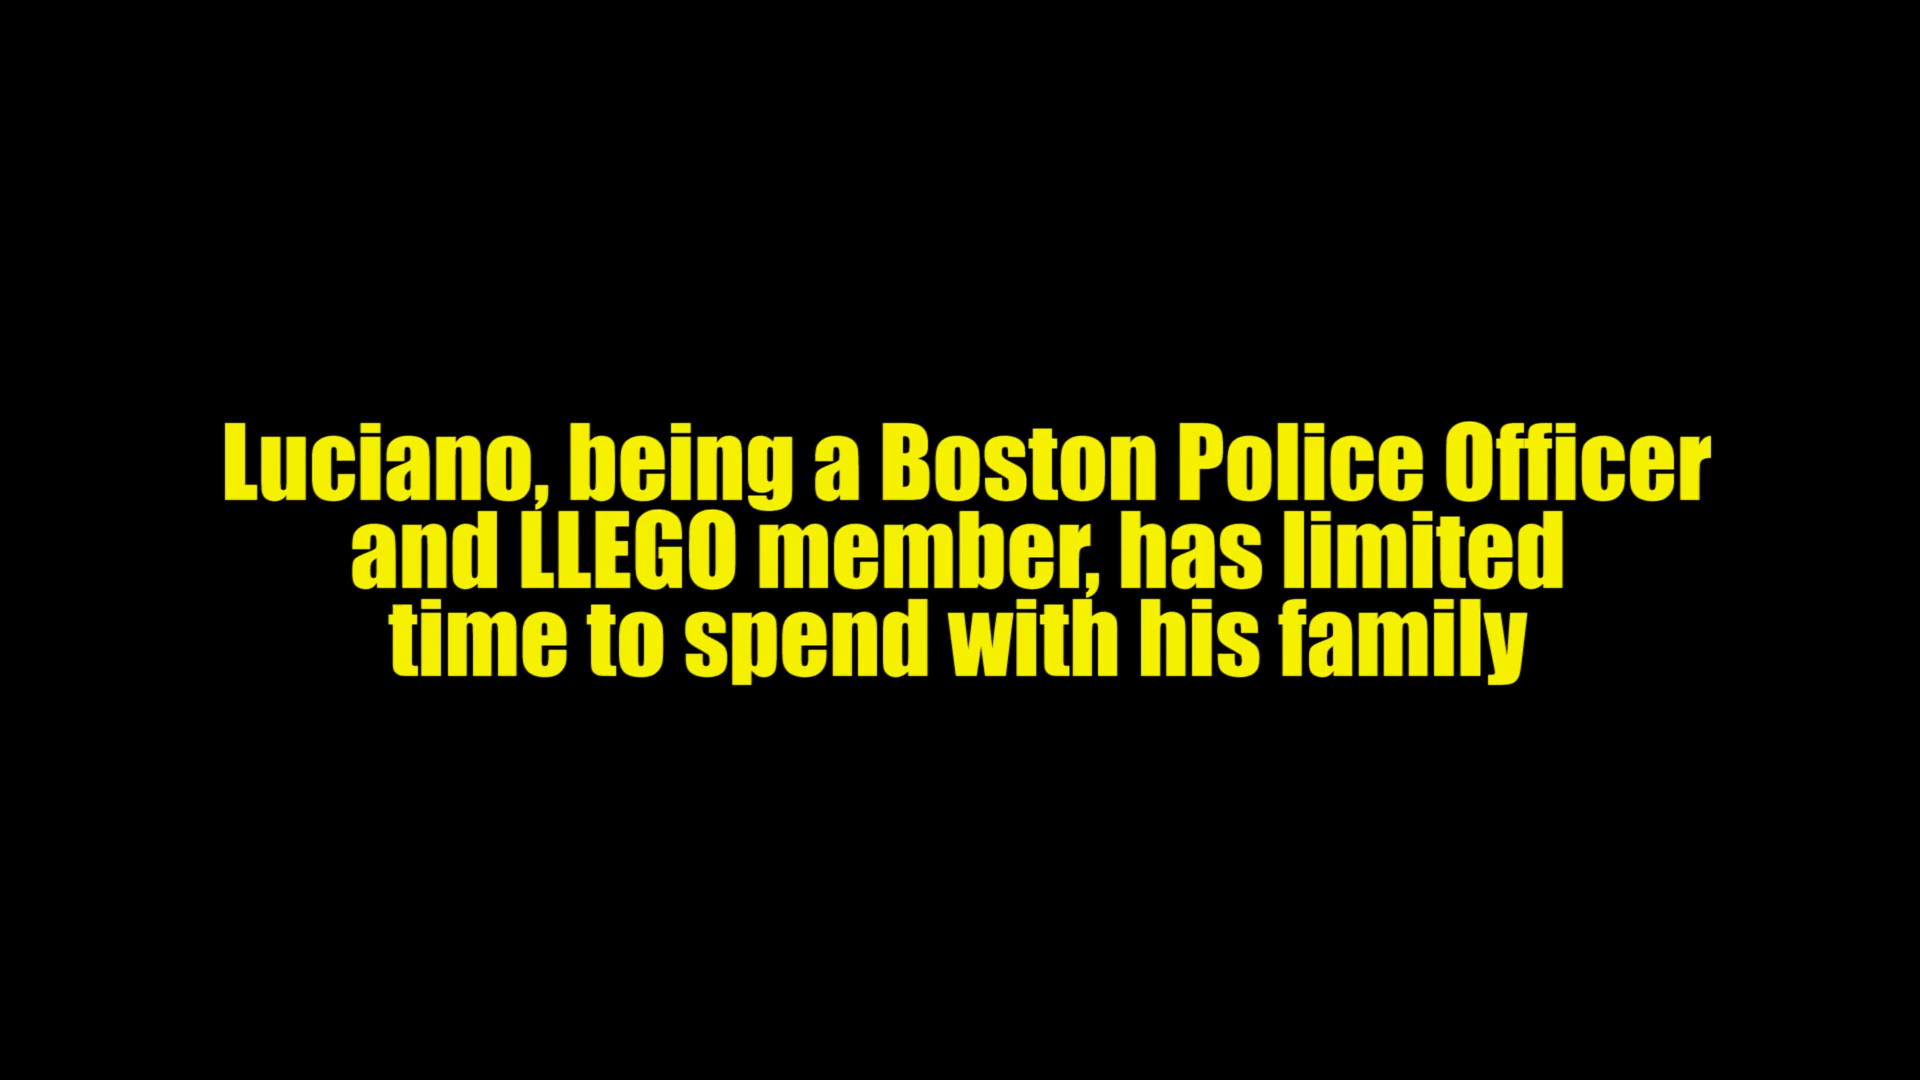 Luciano, being a Boston Police Officer
and LLEGO member, has limited
time to spend with his family